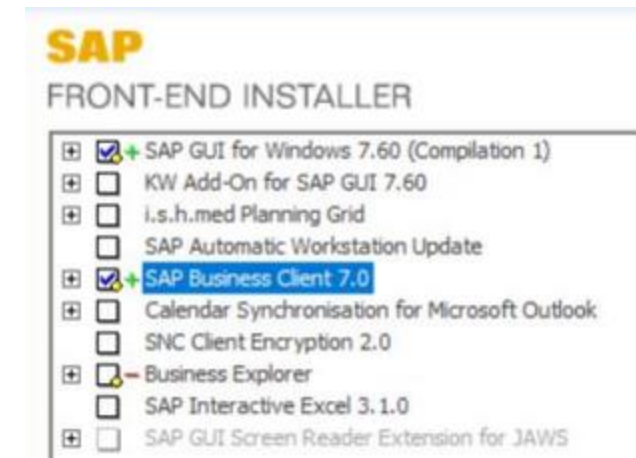 SAP
FRONT-END INSTALLER
SAP GUI for Windows 7.60 (Compilation 1)
KW Add-On for SAP GUI 7.60
i.s.h.med Planning Grid
SAP Automatic Workstation Update
SAP Business Client 7.0
Calendar Synchronisation for Microsoft Outlook
SNC Client Encryption 2.0
Business Explorer
SAP Interactive Excel 3.1.0
SAP GUI Screen Reader Extension for JAWS